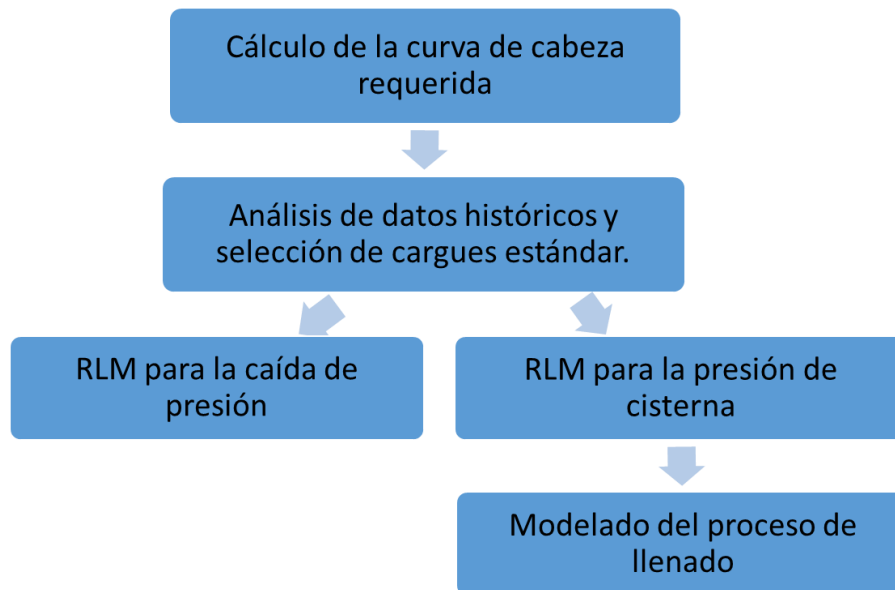 Cálculo de la curva de cabeza
requerida
Análisis de datos históricos y
selección de cargues estándar.
RLM para la caída de
presión
RLM para la presión de
cisterna
Modelado del proceso de
llenado